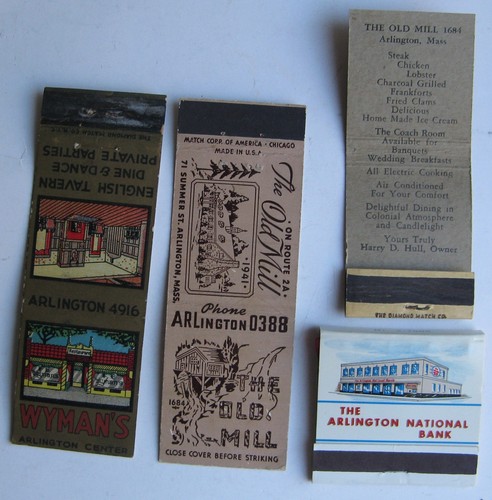 THE DIAMOND MATCH CO. N.Y.C.
ENGLISH TAVERN
DINE & DANCE
PRIVATE PARTIES
ARLINGTON 4916
WYMAN'S
ARLINGTON CENTER
MATCH CORP. OF AMERICA · CHICAGO
MADE IN U.S.A.
The Old Mill
ON ROUTE 2A
1941
71 SUMMER ST. ARLINGTON, MASS.
Phone
ARLINGTON 0388
1684
THE
OLD
MILL
CLOSE COVER BEFORE STRIKING
THE OLD MILL 1684
Arlington, Mass
Steak
Chicken
Lobster
Charcoal Grilled
Frankforts
Fried Clams
Delicious
Home Made Ice Cream
The Coach Room
Available for
Banquets
Wedding Breakfasts
All Electric Cooking
Air Conditioned
For Your Comfort
Delightful Dining in
Colonial Atmosphere
and Candlelight
Yours Truly
Harry D. Hull, Owner
THE DIAMOND MATCH CO.
THE
ARLINGTON NATIONAL
BANK